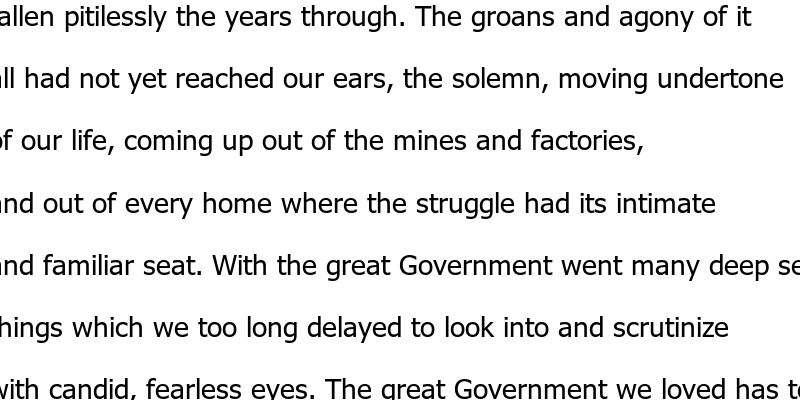 allen pitilessly the years through. The groans and agony of it
all had not yet reached our ears, the solemn, moving undertone
of our life, coming up out of the mines and factories,
and out of every home where the struggle had its intimate
and familiar seat. With the great Government went many deep
things which we too long delayed to look into and scrutinize
with candid, fearless eyes. The great Government we loved has